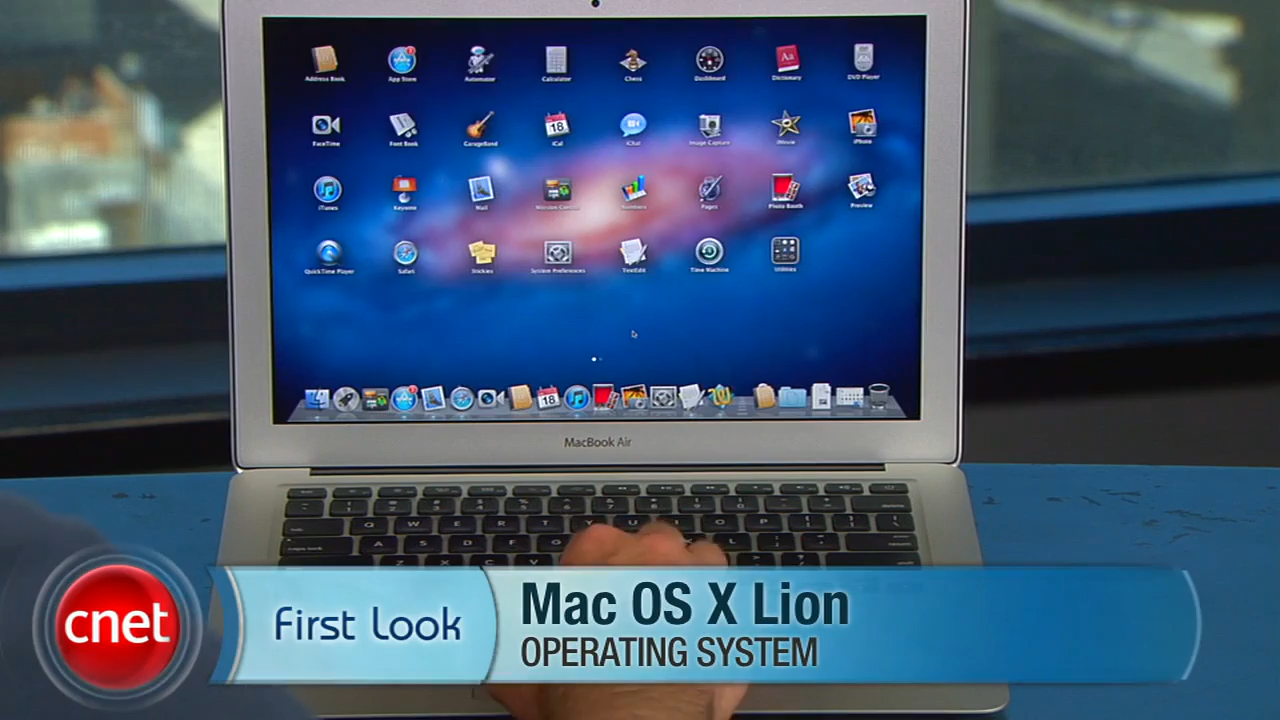 Address Book
App Store
Automator
Calculator
Chess
Dashboard
Dictionary
DVD Player
FaceTime
Font Book
GarageBand
iCal
iChat
Image Capture
iMovie
iPhoto
iTunes
Keynote
Mail
Mission Control
Numbers
Pages
Photo Booth
Preview
QuickTime Player
Safari
Stickies
System Preferences
TextEdit
Time Machine
Utilities
MacBook Air
Q W E R T Y U I O P
A S D F
cnet
First Look
Mac OS X Lion
OPERATING SYSTEM